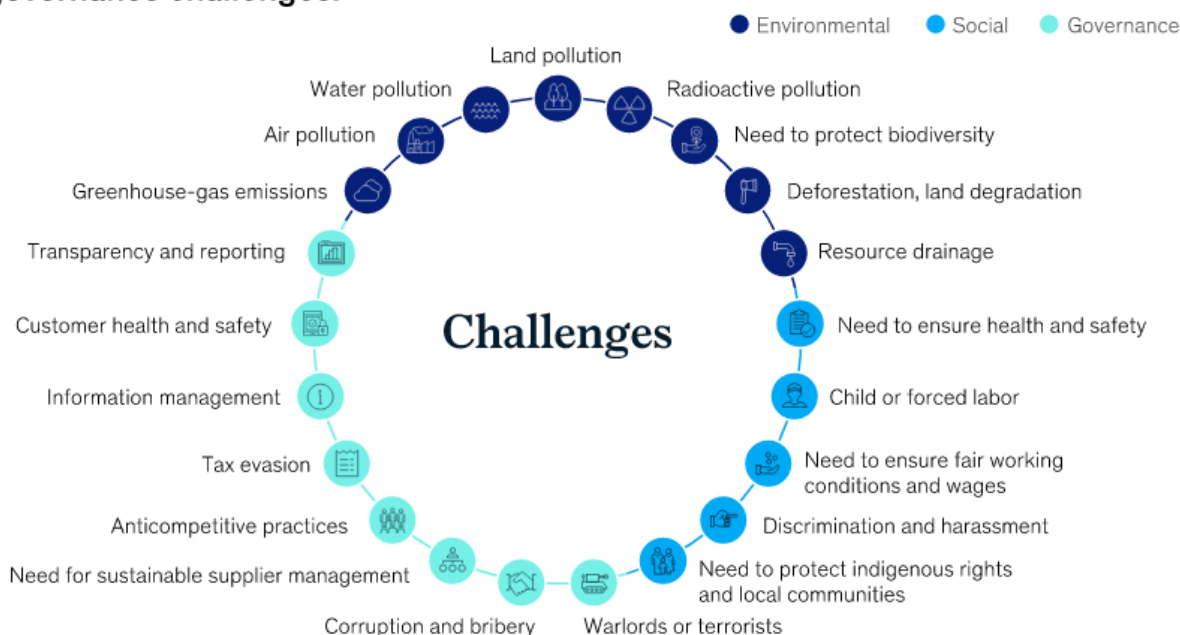 governance challenges.
Environmental
Social
Governance
Land pollution
Water pollution
Radioactive pollution
Air pollution
Need to protect biodiversity
Greenhouse-gas emissions
Deforestation, land degradation
Transparency and reporting
Resource drainage
Customer health and safety
Challenges
Need to ensure health and safety
Information management
Child or forced labor
Tax evasion
Need to ensure fair working
conditions and wages
Anticompetitive practices
Discrimination and harassment
Need for sustainable supplier management
Need to protect indigenous rights
and local communities
Corruption and bribery
Warlords or terrorists